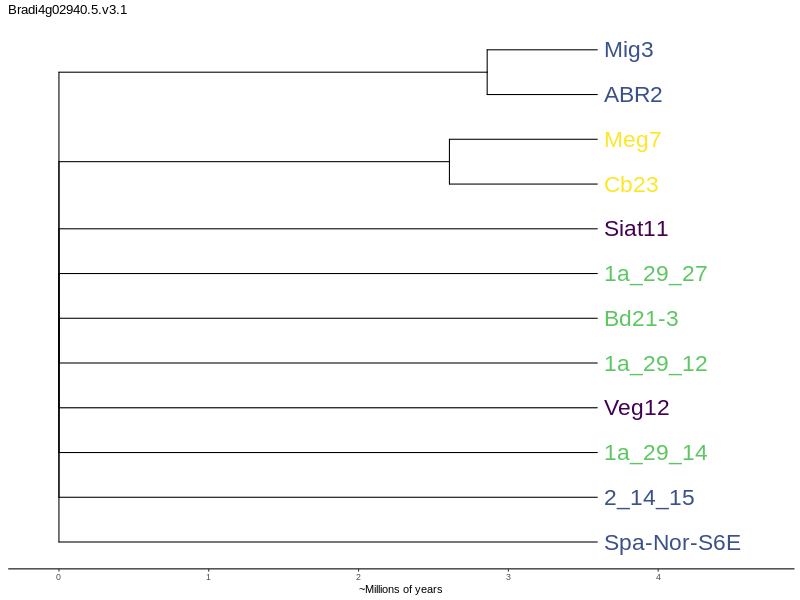 Bradi4g02940.5.v3.1
Mig3
ABR2
Meg7
Cb23
Siat11
1a_29_27
Bd21-3
1a_29_12
Veg12
1a_29_14
2_14_15
Spa-Nor-S6E
0 1 2 3 4
~Millions of years